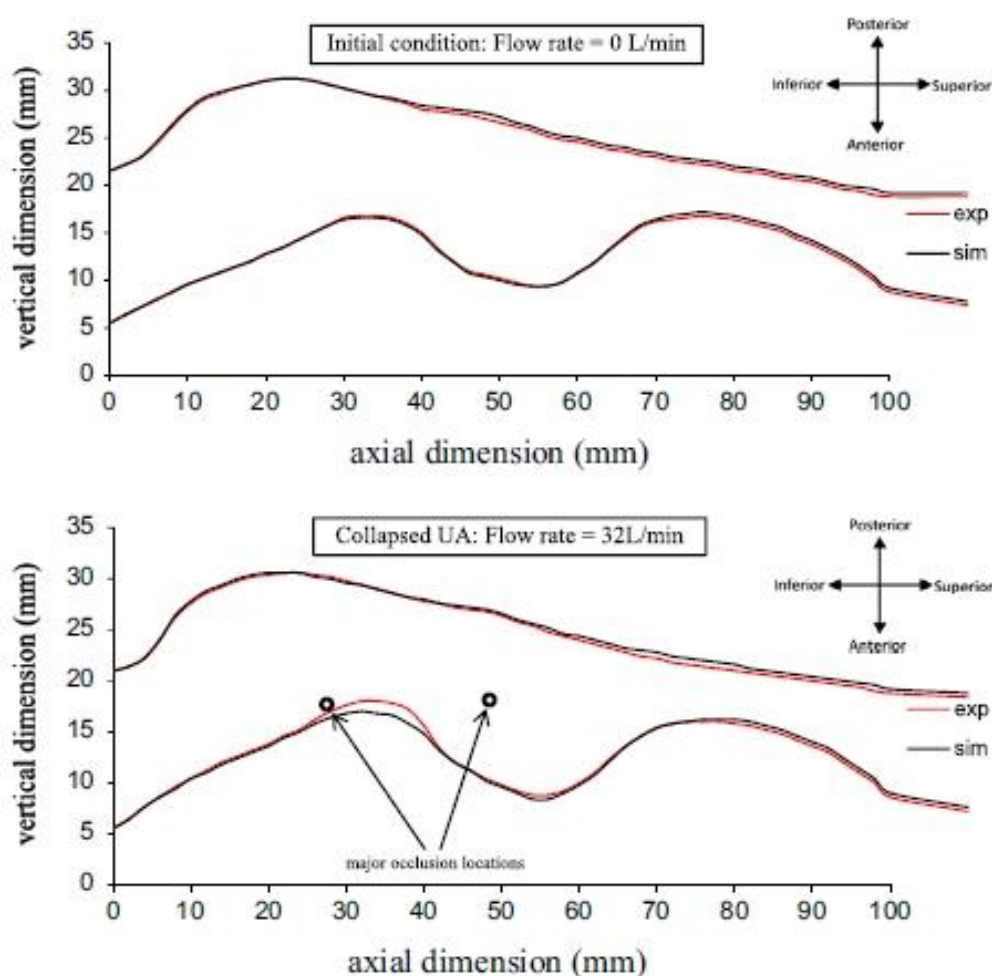 Initial condition: Flow rate = 0 L/min
Posterior
Inferior
Superior
Anterior
vertical dimension (mm)
35
30
25
20
15
10
5
0
exp
sim
0 10 20 30 40 50 60 70 80 90 100
axial dimension (mm)
Collapsed UA: Flow rate = 32L/min
Posterior
Inferior
Superior
Anterior
vertical dimension (mm)
35
30
25
20
15
10
5
0
exp
sim
major occlusion locations
0 10 20 30 40 50 60 70 80 90 100
axial dimension (mm)